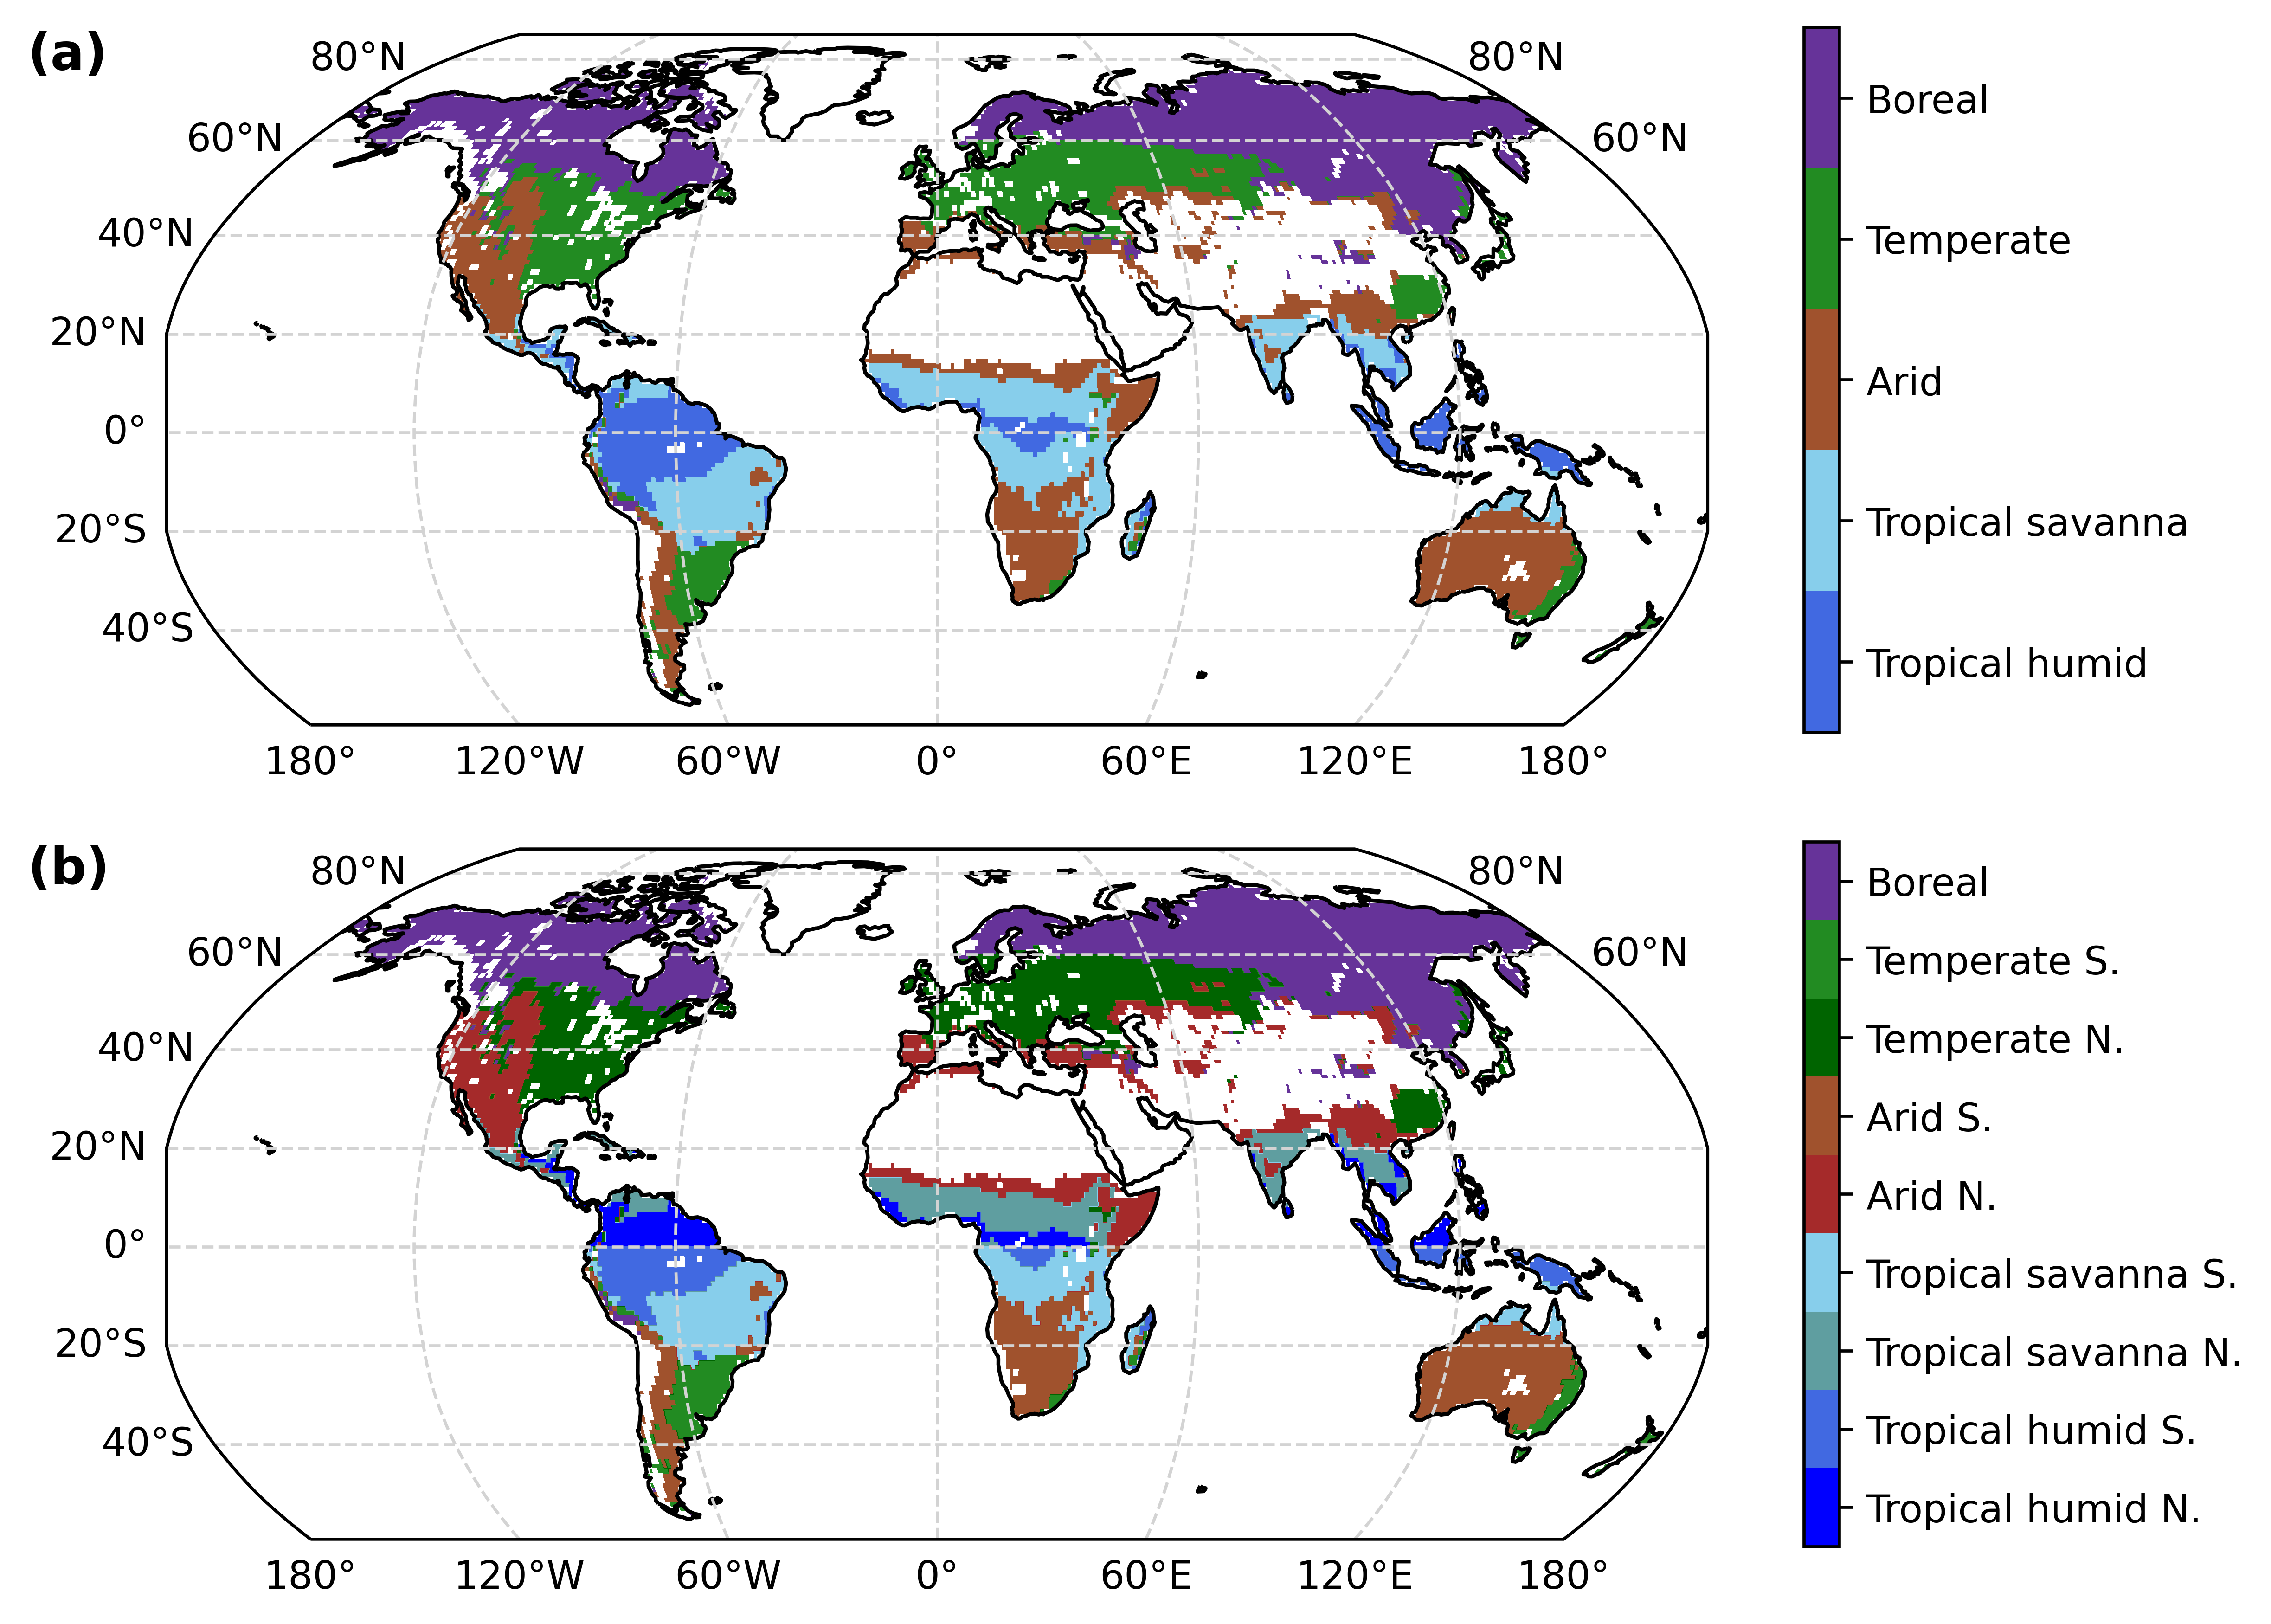 (a)
80°N
80°N
60°N
60°N
40°N
20°N
0°
20°S
40°S
180°
120°W
60°W
0°
60°E
120°E
180°
Boreal
Temperate
Arid
Tropical savanna
Tropical humid
(b)
80°N
80°N
60°N
60°N
40°N
20°N
0°
20°S
40°S
180°
120°W
60°W
0°
60°E
120°E
180°
Boreal
Temperate S.
Temperate N.
Arid S.
Arid N.
Tropical savanna S.
Tropical savanna N.
Tropical humid S.
Tropical humid N.